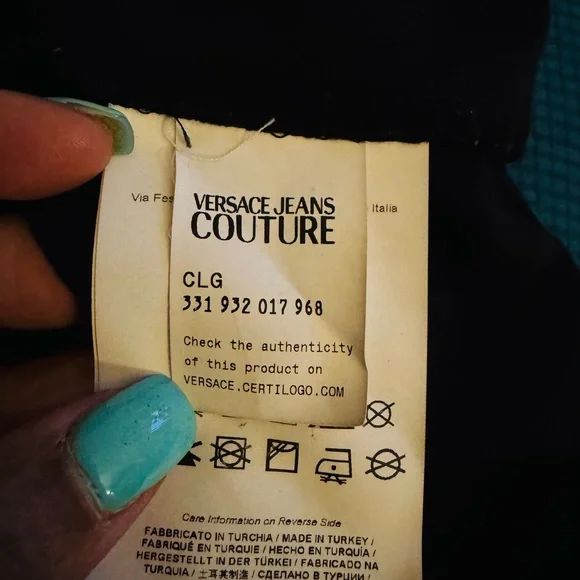 Via
Italia
VERSACE JEANS
COUTURE
CLG
331 932 017 968
Check the authenticity
of this product on
VERSACE.CERTILOGO.COM
Care Information on Reverse Side
FABBRICATO IN TURCHIA / MADE IN TURKEY /
FABRIQUÉ EN TURQUIE / HECHO EN TURQUÍA /
HERGESTELLT IN DER TÜRKEI / FABRICADO NA
TURQUIA / 土耳其制造 / СДЕЛАНО В ТУРЦИИ /